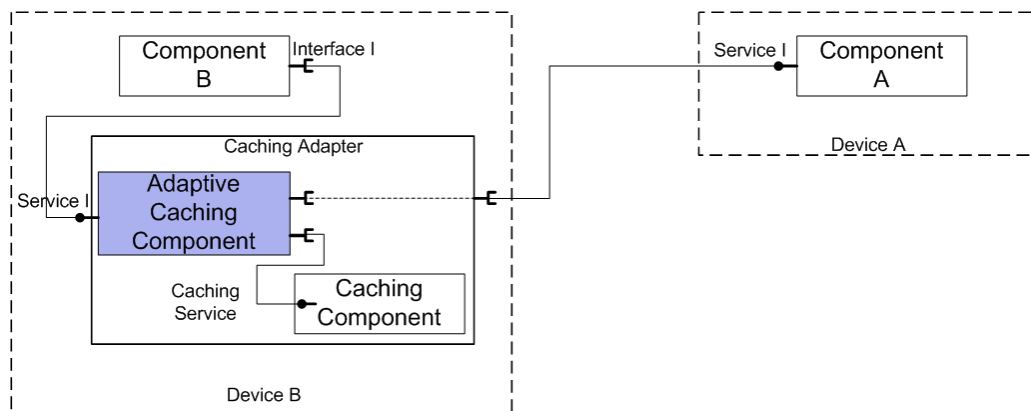 Component
B
Interface I
Service I
Component
A
Device A
Caching Adapter
Service I
Adaptive
Caching
Component
Caching
Service
Caching
Component
Device B